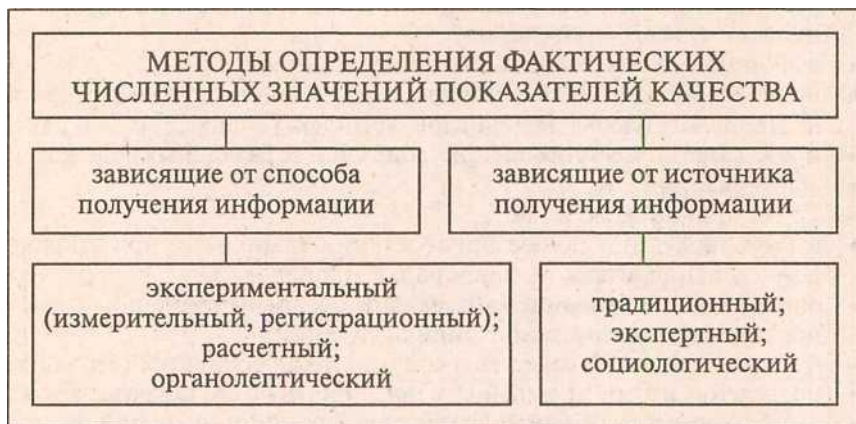 МЕТОДЫ ОПРЕДЕЛЕНИЯ ФАКТИЧЕСКИХ
ЧИСЛЕННЫХ ЗНАЧЕНИЙ ПОКАЗАТЕЛЕЙ КАЧЕСТВА
зависящие от способа
получения информации
зависящие от источника
получения информации
экспериментальный
(измерительный, регистрационный);
расчетный;
органолептический
традиционный;
экспертный;
социологический